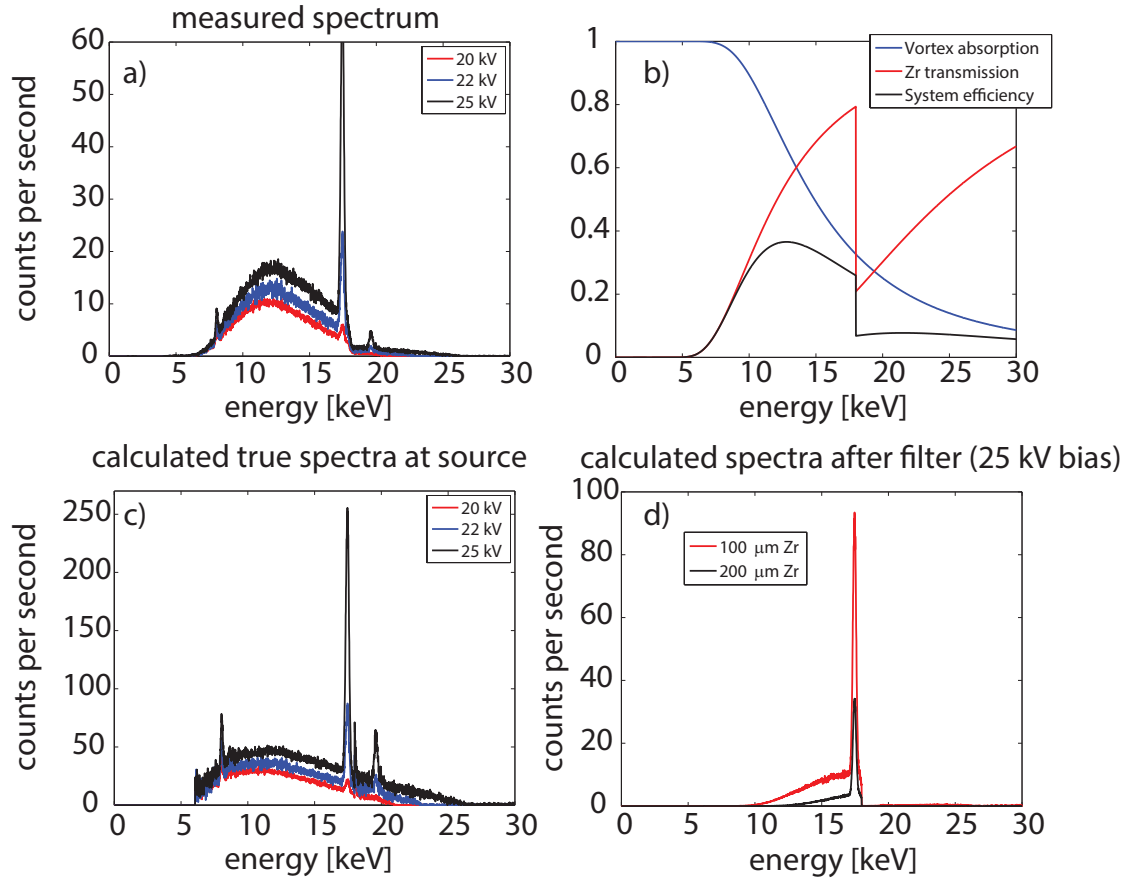 measured spectrum
a)
20 kV
22 kV
25 kV
counts per second
60
50
40
30
20
10
0
0 5 10 15 20 25 30
energy [keV]
b)
Vortex absorption
Zr transmission
System efficiency
1
0.8
0.6
0.4
0.2
0
0 5 10 15 20 25 30
energy [keV]
calculated true spectra at source
c)
20 kV
22 kV
25 kV
counts per second
250
200
150
100
50
0
0 5 10 15 20 25 30
energy [keV]
calculated spectra after filter (25 kV bias)
d)
100 μm Zr
200 μm Zr
counts per second
100
80
60
40
20
0
0 5 10 15 20 25 30
energy [keV]